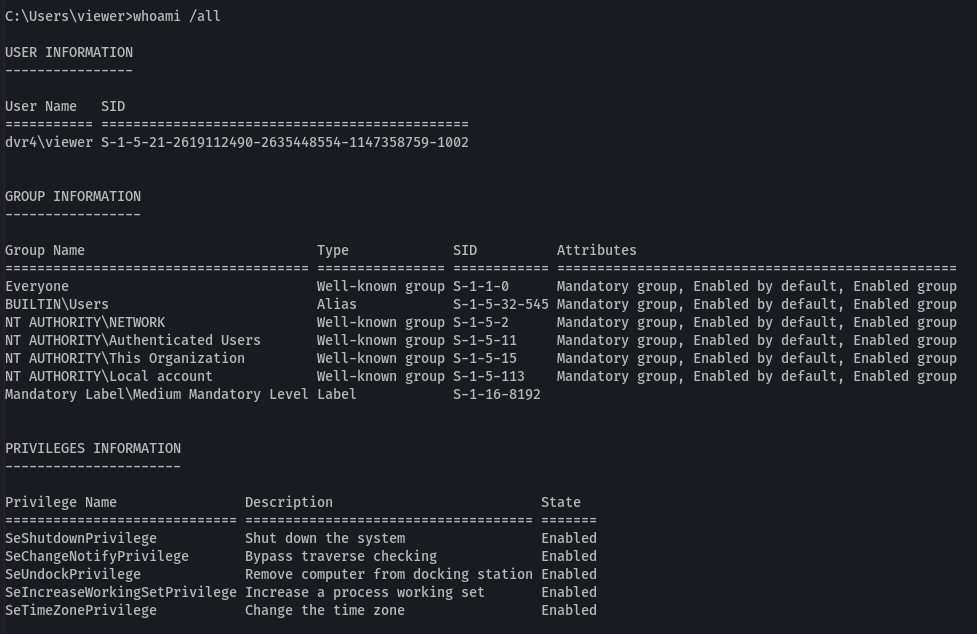 C:\Users\viewer>whoami /all
USER INFORMATION
----------------
User Name   SID
=========== ==============================================
dvr4\viewer S-1-5-21-2619112490-2635448554-1147358759-1002
GROUP INFORMATION
-----------------
Group Name                             Type             SID          Attributes
====================================== ================ ============ ==================================================
Everyone                               Well-known group S-1-1-0      Mandatory group, Enabled by default, Enabled group
BUILTIN\Users                          Alias            S-1-5-32-545 Mandatory group, Enabled by default, Enabled group
NT AUTHORITY\NETWORK                   Well-known group S-1-5-2      Mandatory group, Enabled by default, Enabled group
NT AUTHORITY\Authenticated Users       Well-known group S-1-5-11     Mandatory group, Enabled by default, Enabled group
NT AUTHORITY\This Organization         Well-known group S-1-5-15     Mandatory group, Enabled by default, Enabled group
NT AUTHORITY\Local account             Well-known group S-1-5-113    Mandatory group, Enabled by default, Enabled group
Mandatory Label\Medium Mandatory Level Label            S-1-16-8192
PRIVILEGES INFORMATION
----------------------
Privilege Name                Description                          State
============================= ==================================== =======
SeShutdownPrivilege           Shut down the system                 Enabled
SeChangeNotifyPrivilege       Bypass traverse checking             Enabled
SeUndockPrivilege             Remove computer from docking station Enabled
SeIncreaseWorkingSetPrivilege Increase a process working set       Enabled
SeTimeZonePrivilege           Change the time zone                 Enabled